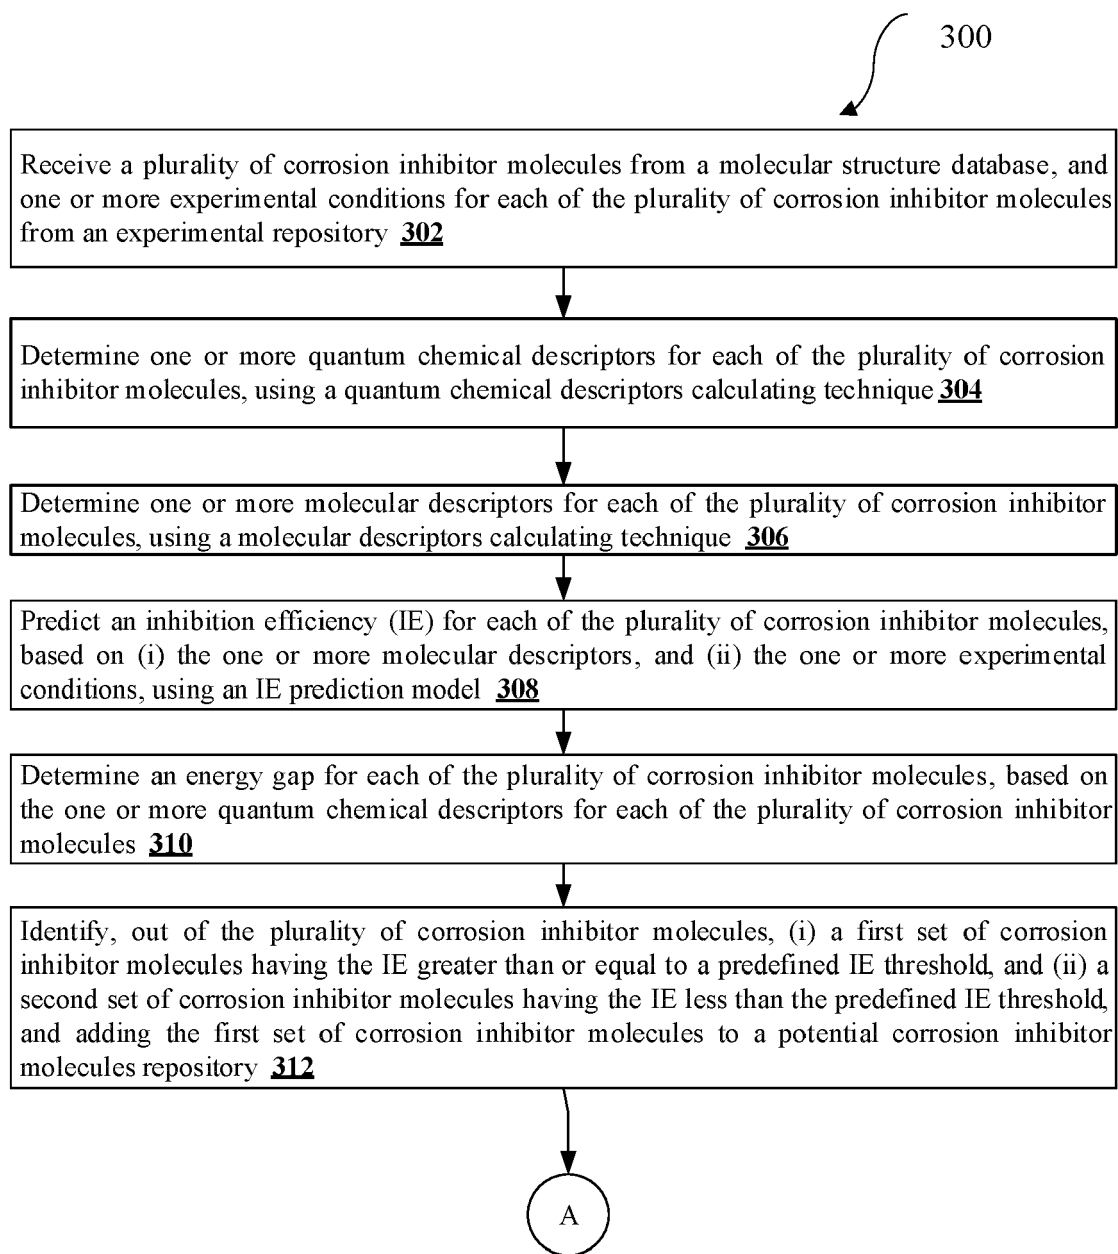 300
Receive a plurality of corrosion inhibitor molecules from a molecular structure database, and
one or more experimental conditions for each of the plurality of corrosion inhibitor molecules
from an experimental repository 302
Determine one or more quantum chemical descriptors for each of the plurality of corrosion
inhibitor molecules, using a quantum chemical descriptors calculating technique 304
Determine one or more molecular descriptors for each of the plurality of corrosion inhibitor
molecules, using a molecular descriptors calculating technique 306
Predict an inhibition efficiency (IE) for each of the plurality of corrosion inhibitor molecules,
based on (i) the one or more molecular descriptors, and (ii) the one or more experimental
conditions, using an IE prediction model 308
Determine an energy gap for each of the plurality of corrosion inhibitor molecules, based on
the one or more quantum chemical descriptors for each of the plurality of corrosion inhibitor
molecules 310
Identify, out of the plurality of corrosion inhibitor molecules, (i) a first set of corrosion
inhibitor molecules having the IE greater than or equal to a predefined IE threshold, and (ii) a
second set of corrosion inhibitor molecules having the IE less than the predefined IE threshold,
and adding the first set of corrosion inhibitor molecules to a potential corrosion inhibitor
molecules repository 312
A